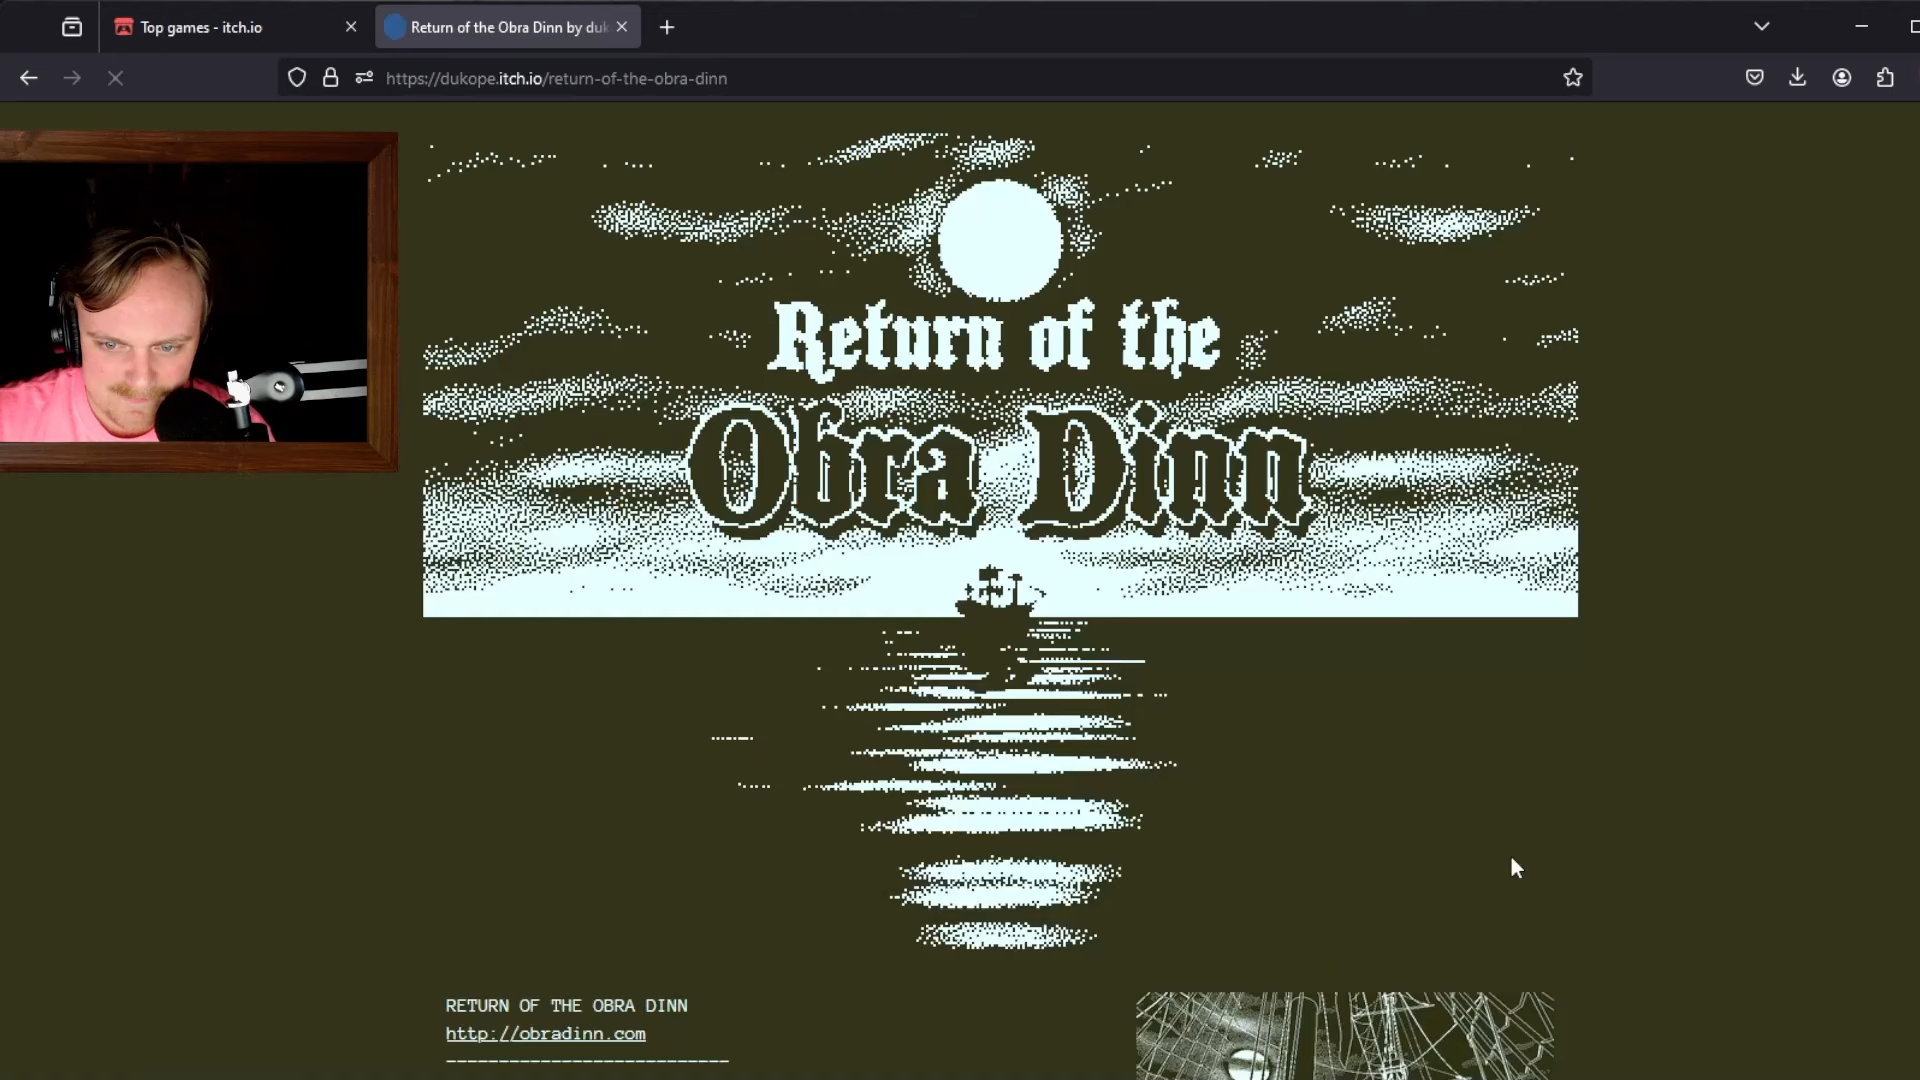 Top games - itch.io
Return of the Obra Dinn by duk
https://dukope.itch.io/return-of-the-obra-dinn
Return of the
Obra Dinn
RETURN OF THE OBRA DINN
http://obradinn.com
---------------------------